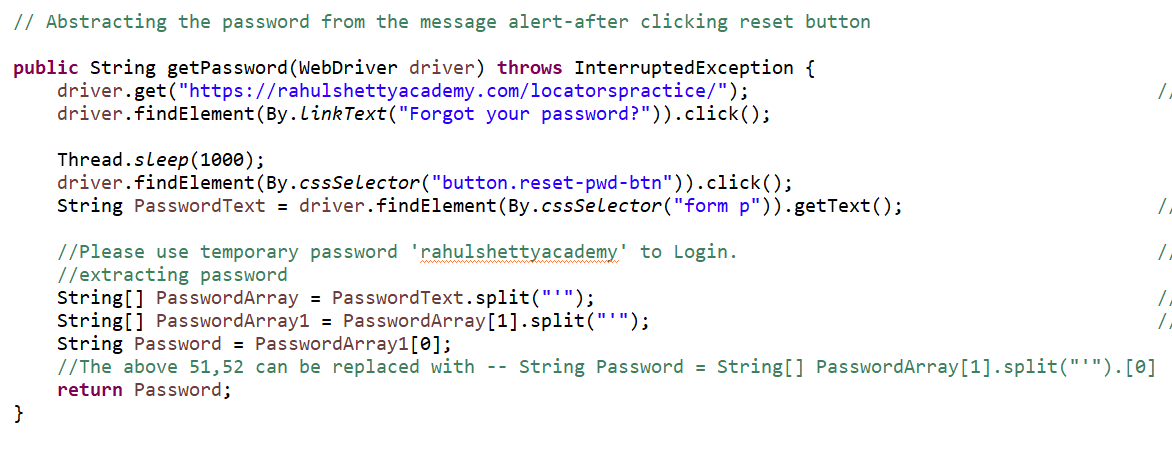 // Abstracting the password from the message alert-after clicking reset button
public String getPassword(WebDriver driver) throws InterruptedException {
driver.get("https://rahulshettyacademy.com/locatorspractice/"); //
driver.findElement(By.linkText("Forgot your password?")).click();
Thread.sleep(1000);
driver.findElement(By.cssSelector("button.reset-pwd-btn")).click();
String PasswordText = driver.findElement(By.cssSelector("form p")).getText(); //
//Please use temporary password 'rahulshettyacademy' to Login. //
//extracting password
String[] PasswordArray = PasswordText.split("'"); //
String[] PasswordArray1 = PasswordArray[1].split("'"); //
String Password = PasswordArray1[0];
//The above 51,52 can be replaced with -- String Password = String[] PasswordArray[1].split("'").[0]
return Password;
}